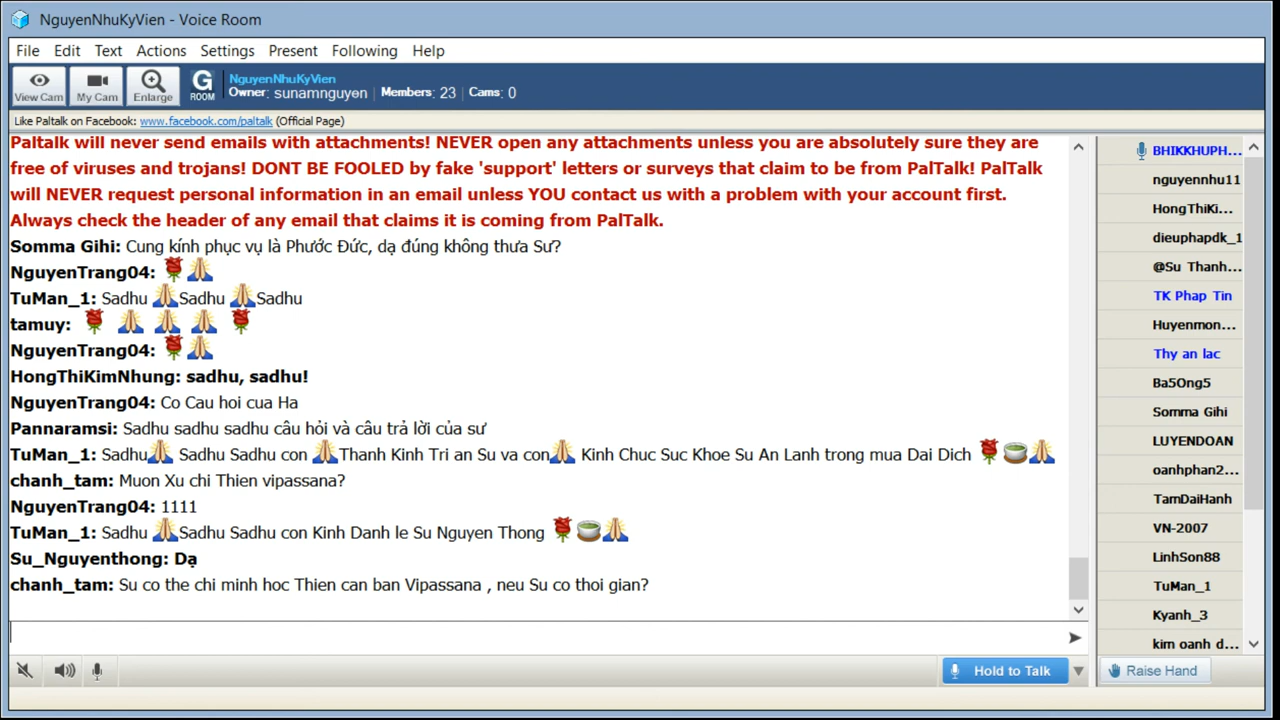 NguyenNhuKyVien - Voice Room
File Edit Text Actions Settings Present Following Help
View Cam
My Cam
Enlarge
G
ROOM
NguyenNhuKyVien
Owner: sunamnguyen | Members: 23 | Cams: 0
Like Paltalk on Facebook: www.facebook.com/paltalk (Official Page)
Paltalk will never send emails with attachments! NEVER open any attachments unless you are absolutely sure they are
free of viruses and trojans! DONT BE FOOLED by fake 'support' letters or surveys that claim to be from PalTalk! PalTalk
will NEVER request personal information in an email unless YOU contact us with a problem with your account first.
Always check the header of any email that claims it is coming from PalTalk.
Somma Gihi: Cung kính phục vụ là Phước Đức, dạ đúng không thưa Sư?
NguyenTrang04: 🌹🙏
TuMan_1: Sadhu 🙏Sadhu 🙏Sadhu
tamuy: 🌹 🙏 🙏 🙏 🌹
NguyenTrang04: 🌹🙏
HongThiKimNhung: sadhu, sadhu!
NguyenTrang04: Co Cau hoi cua Ha
Pannaramsi: Sadhu sadhu sadhu câu hỏi và câu trả lời của sư
TuMan_1: Sadhu🙏 Sadhu Sadhu con 🙏Thanh Kinh Tri an Su va con🙏 Kinh Chuc Suc Khoe Su An Lanh trong mua Dai Dich 🌹🍵🙏
chanh_tam: Muon Xu chi Thien vipassana?
NguyenTrang04: 1111
TuMan_1: Sadhu 🙏Sadhu Sadhu con Kinh Danh le Su Nguyen Thong 🌹🍵🙏
Su_Nguyenthong: Dạ
chanh_tam: Su co the chi minh hoc Thien can ban Vipassana , neu Su co thoi gian?
Hold to Talk
BHIKKHUPH...
nguyennhu11
HongThiKi...
dieuphapdk_1
@Su Thanh...
TK Phap Tin
Huyenmon...
Thy an lac
Ba5Ong5
Somma Gihi
LUYENDOAN
oanhphan2...
TamDaiHanh
VN-2007
LinhSon88
TuMan_1
Kyanh_3
kim oanh d...
Raise Hand